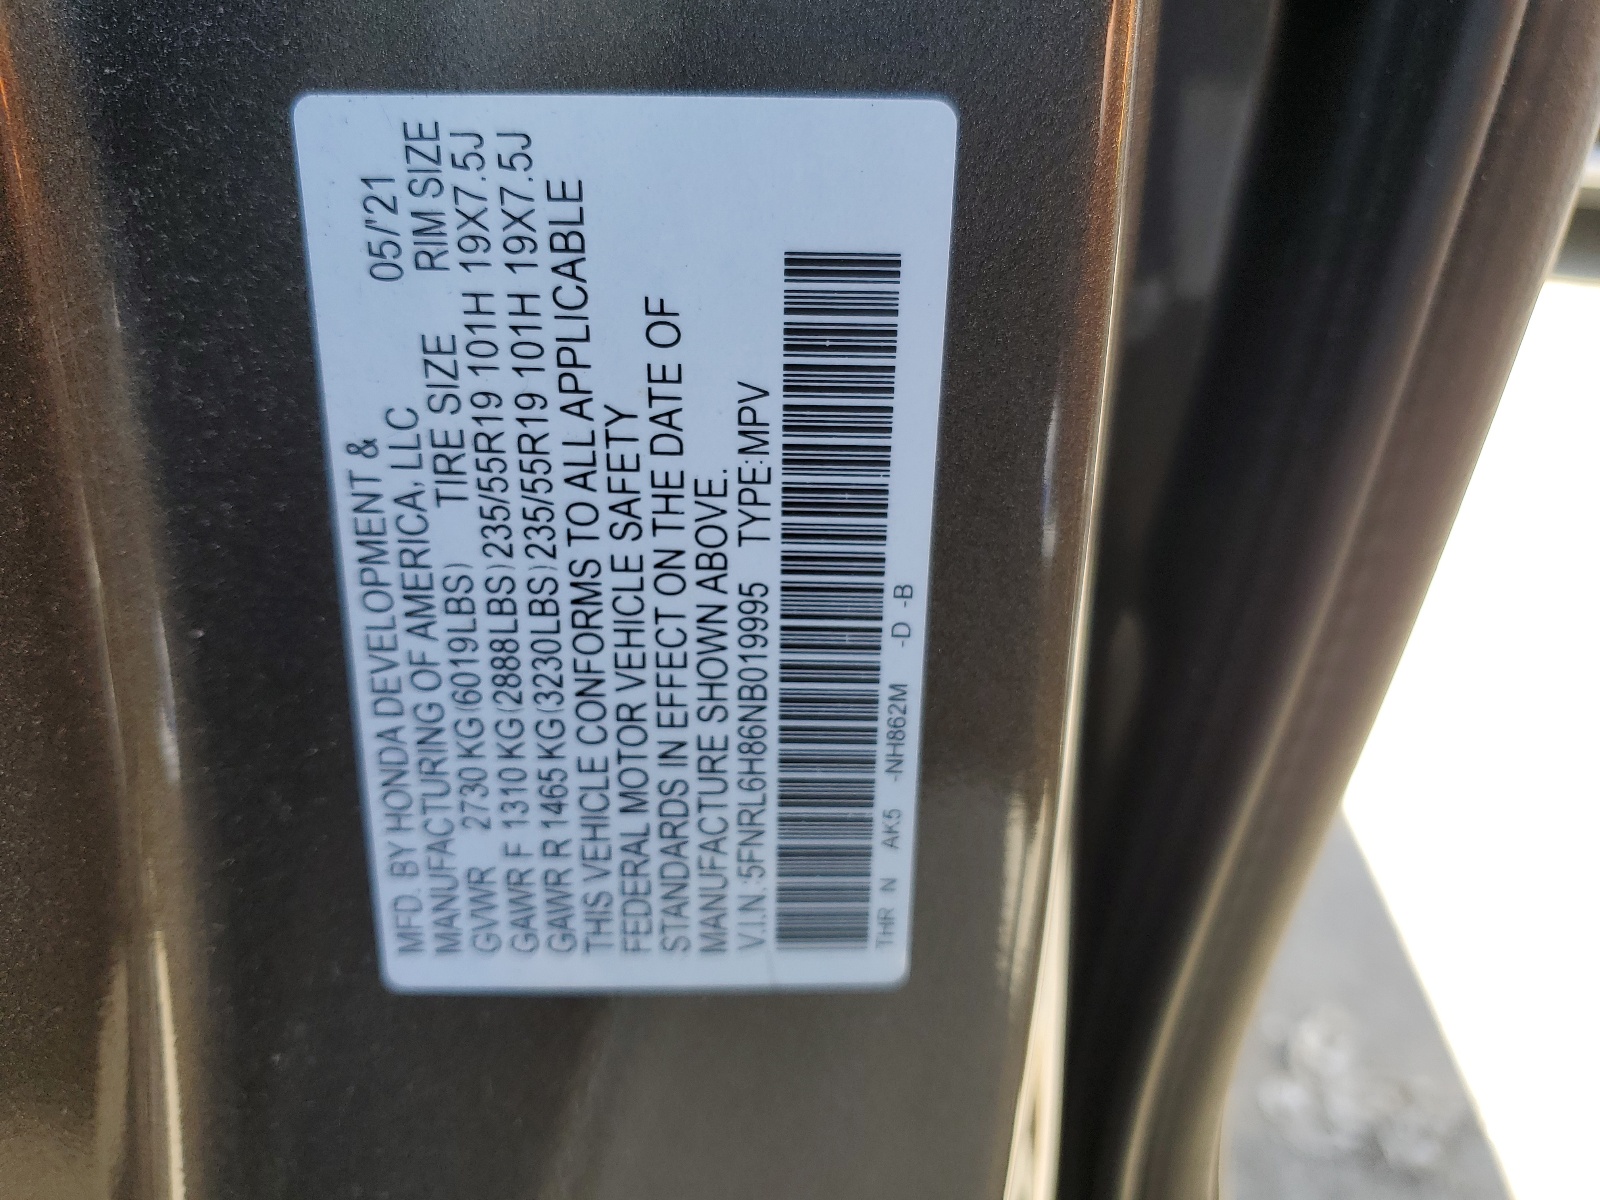 MFD. BY HONDA DEVELOPMENT & 05/'21
MANUFACTURING OF AMERICA, LLC RIM SIZE
GVWR 2730 KG (6019LBS) TIRE SIZE
GAWR F 1310 KG (2888LBS) 235/55R19 101H 19X7.5J
GAWR R 1465 KG (3230LBS) 235/55R19 101H 19X7.5J
THIS VEHICLE CONFORMS TO ALL APPLICABLE
FEDERAL MOTOR VEHICLE SAFETY
STANDARDS IN EFFECT ON THE DATE OF
MANUFACTURE SHOWN ABOVE.
V.I.N.:5FNRL6H86NB019995 TYPE:MPV
THR N AK5 -NH862M -D -B